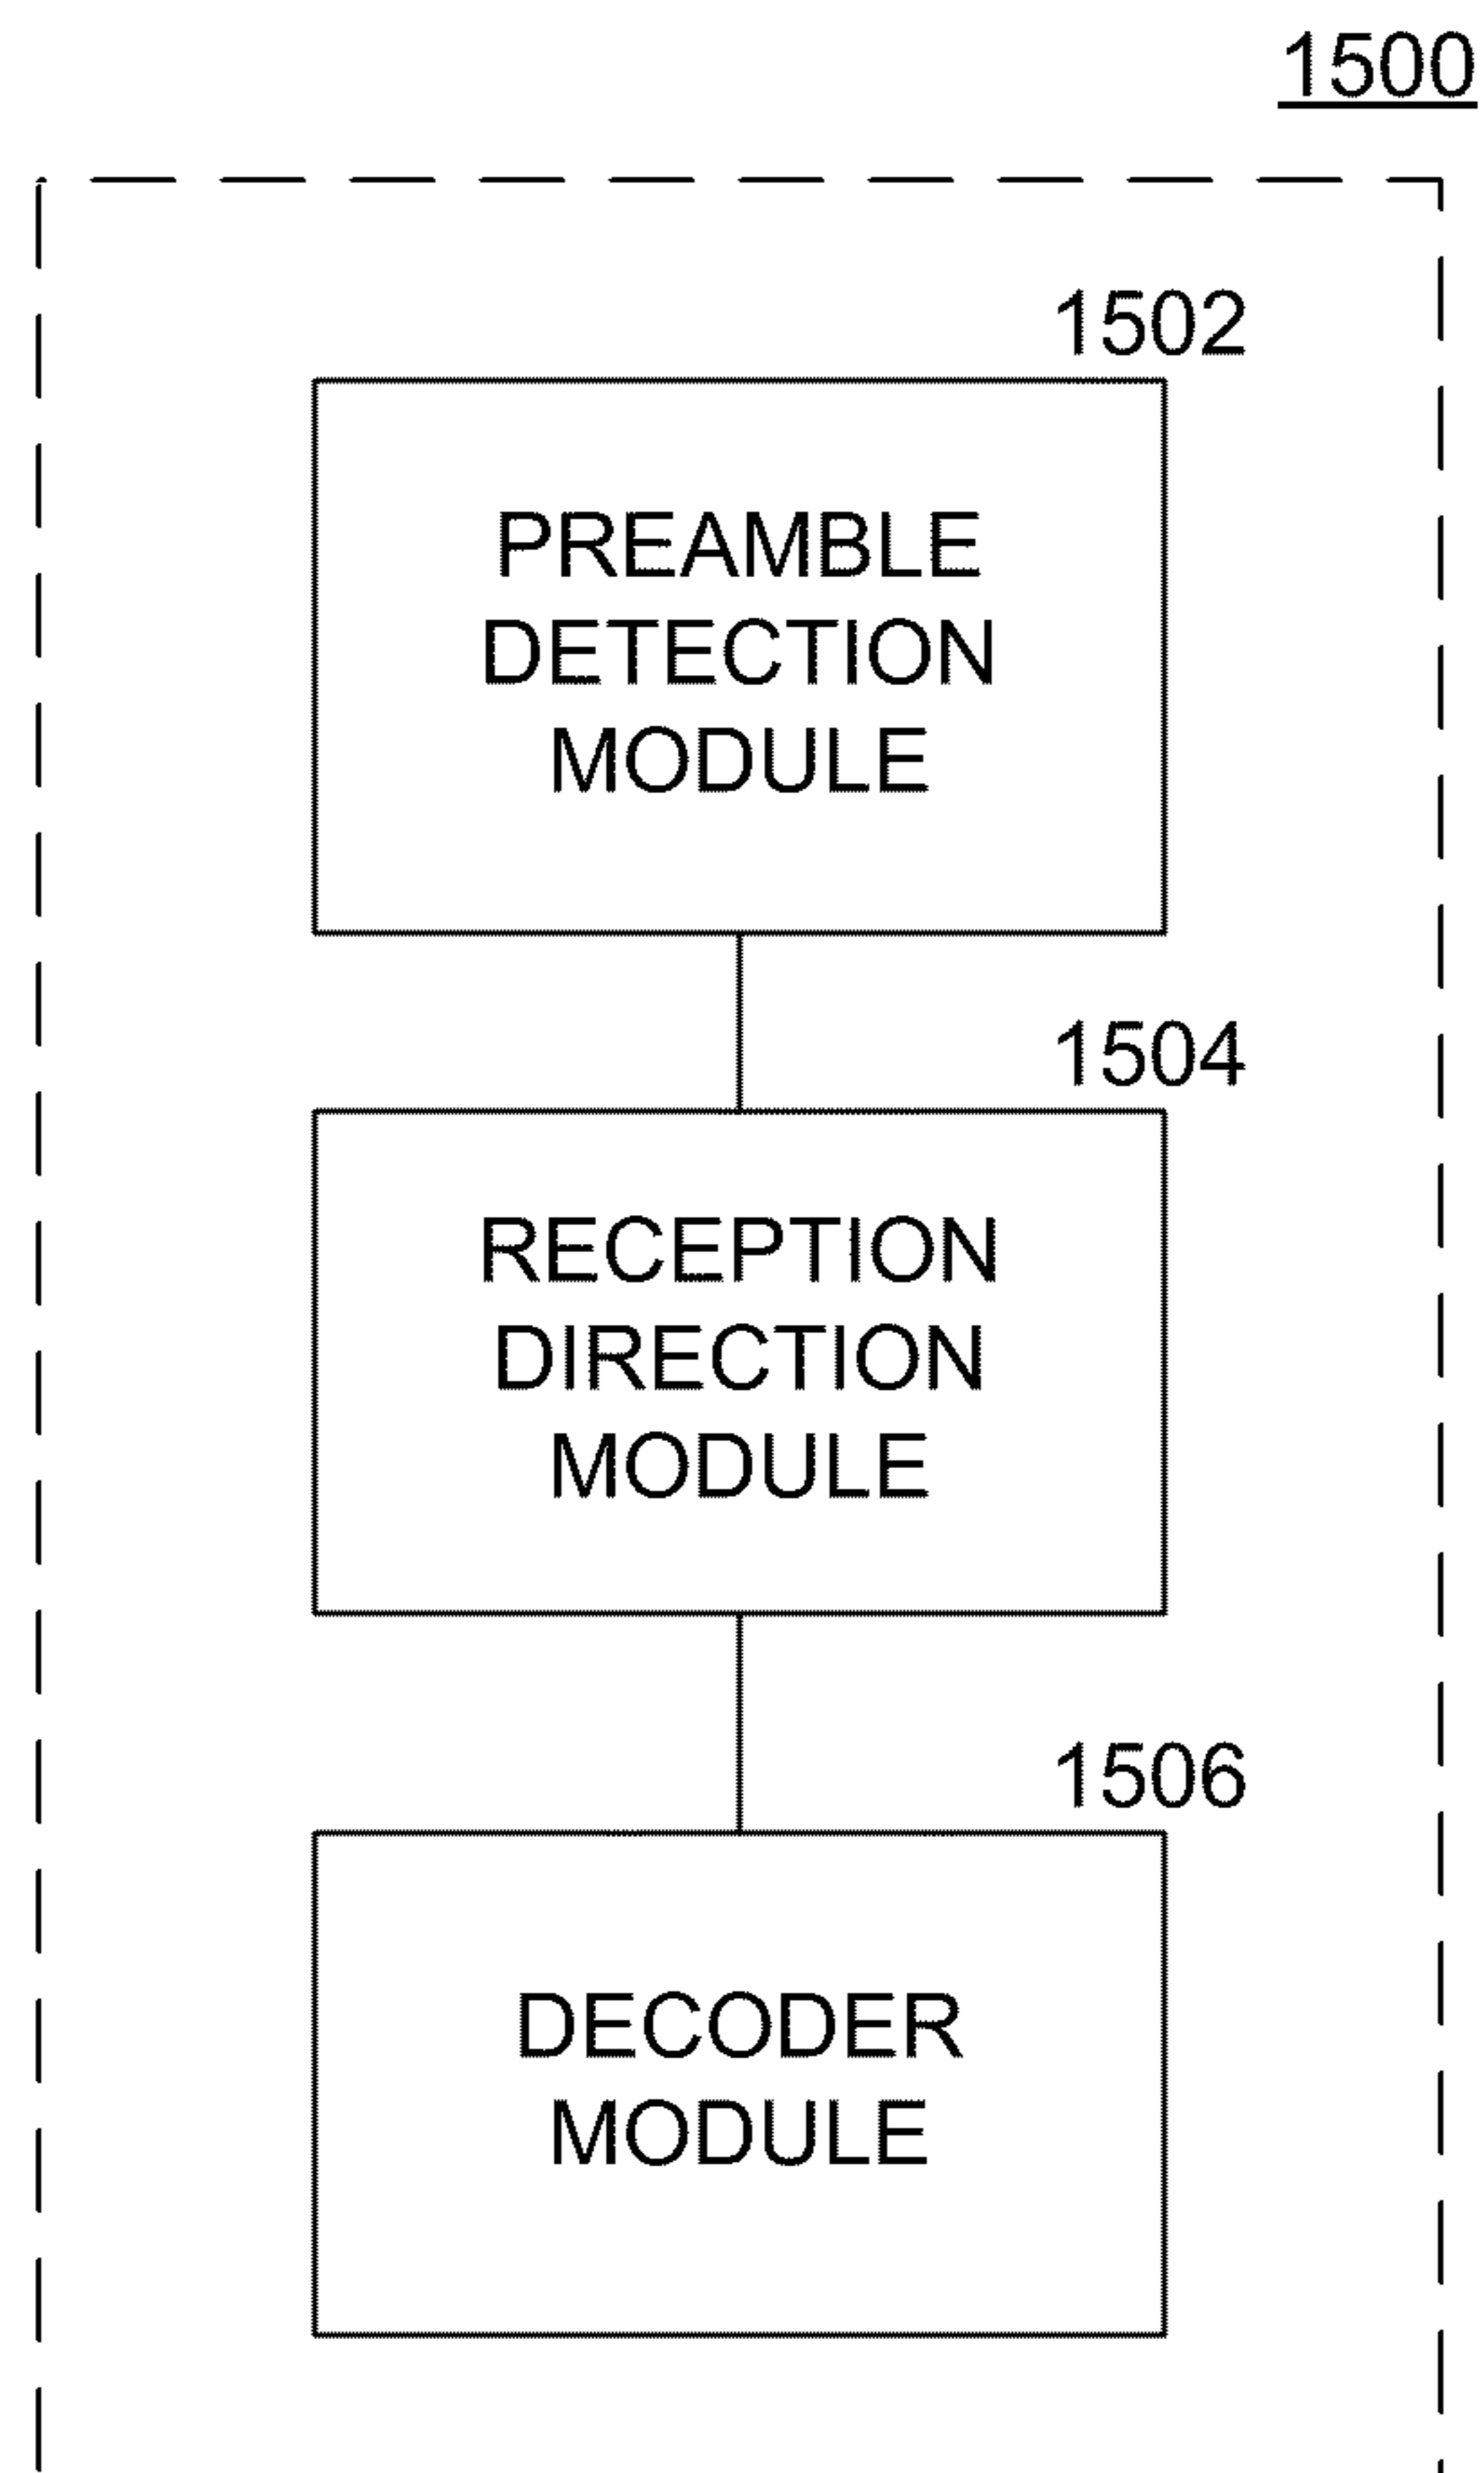 1500
1502
PREAMBLE
DETECTION
MODULE
1504
RECEPTION
DIRECTION
MODULE
1506
DECODER
MODULE